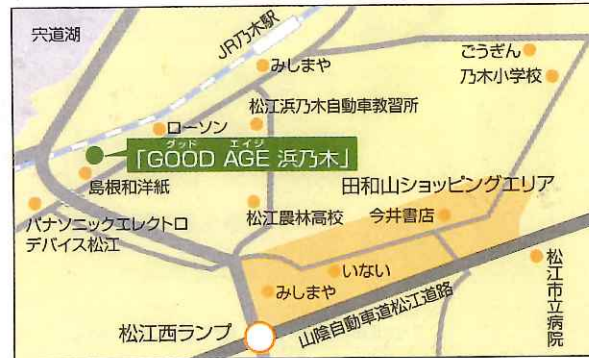 宍道湖
JR乃木駅
みしまや
ごうぎん
乃木小学校
松江浜乃木自動車教習所
ローソン
グッド エイジ
「GOOD AGE 浜乃木」
島根和洋紙
田和山ショッピングエリア
パナソニックエレクトロ
デバイス松江
松江農林高校
今井書店
いない
みしまや
松江市立病院
山陰自動車道松江道路
松江西ランプ